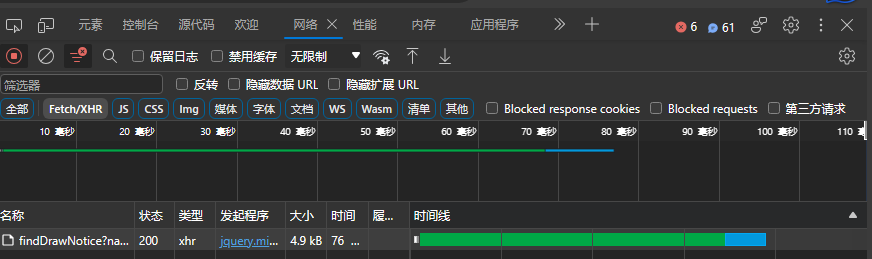 元素 控制台 源代码 欢迎 网络 性能 内存 应用程序 6 61
保留日志 禁用缓存 无限制
筛选器 反转 隐藏数据 URL 隐藏扩展 URL
全部 Fetch/XHR JS CSS Img 媒体 字体 文档 WS Wasm 清单 其他 Blocked response cookies Blocked requests 第三方请求
10 毫秒 20 毫秒 30 毫秒 40 毫秒 50 毫秒 60 毫秒 70 毫秒 80 毫秒 90 毫秒 100 毫秒 110 毫
名称 状态 类型 发起程序 大小 时间 履... 时间线
findDrawNotice?na... 200 xhr jquery.mi... 4.9 kB 76 ...